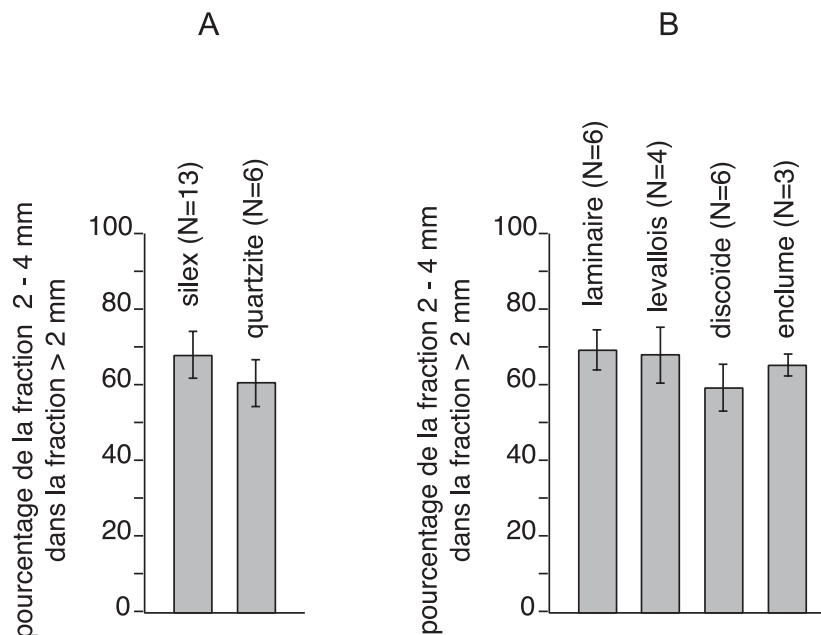 A
pourcentage de la fraction 2 - 4 mm
dans la fraction > 2 mm
100
80
60
40
20
0
silex (N=13)
quartzite (N=6)
B
pourcentage de la fraction 2 - 4 mm
dans la fraction > 2 mm
100
80
60
40
20
0
laminaire (N=6)
levallois (N=4)
discoïde (N=6)
enclume (N=3)